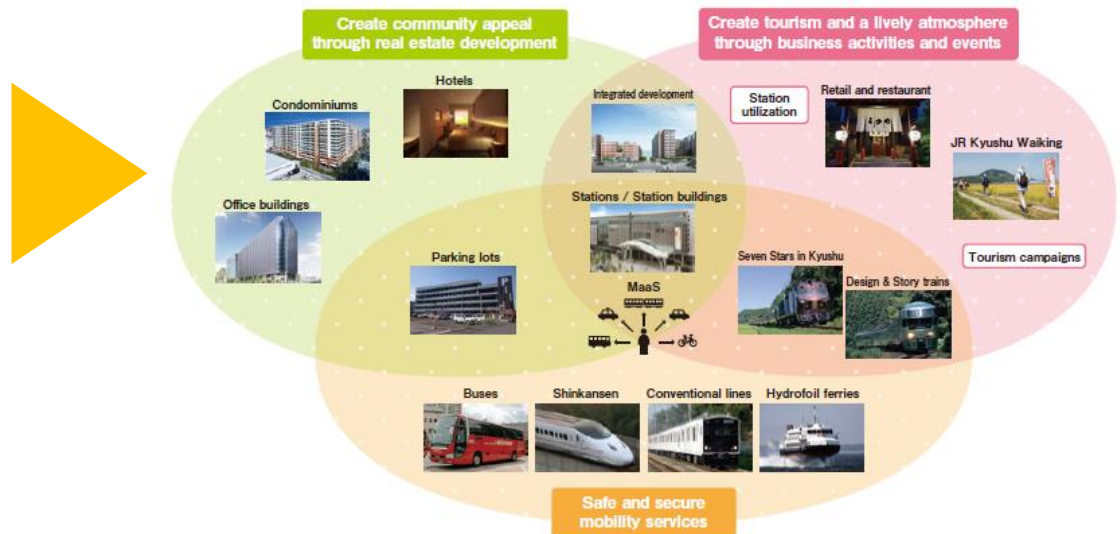 Create community appeal
through real estate development
Create tourism and a lively atmosphere
through business activities and events
Hotels
Condominiums
Integrated development
Station
utilization
Retail and restaurant
JR Kyushu Waiking
Office buildings
Stations / Station buildings
Parking lots
Seven Stars in Kyushu
Tourism campaigns
Design & Story trains
MaaS
Buses
Shinkansen
Conventional lines
Hydrofoil ferries
Safe and secure
mobility services